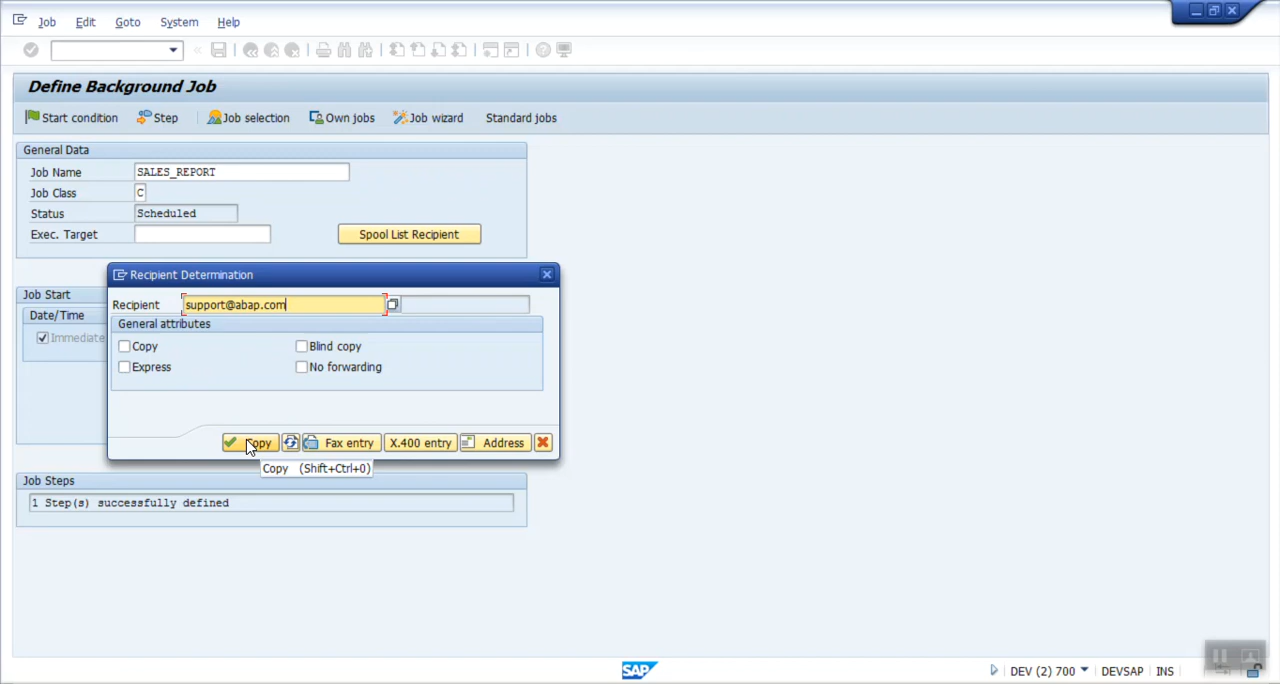 Job Edit Goto System Help
Define Background Job
Start condition Step Job selection Own jobs Job wizard Standard jobs
General Data
Job Name SALES_REPORT
Job Class C
Status Scheduled
Exec. Target Spool List Recipient
Recipient Determination
Job Start
Date/Time
Immediate
Recipient support@abap.com
General attributes
Copy Blind copy
Express No forwarding
Copy Fax entry X.400 entry Address
Copy (Shift+Ctrl+0)
Job Steps
1 Step(s) successfully defined
SAP DEV (2) 700 DEVSAP INS